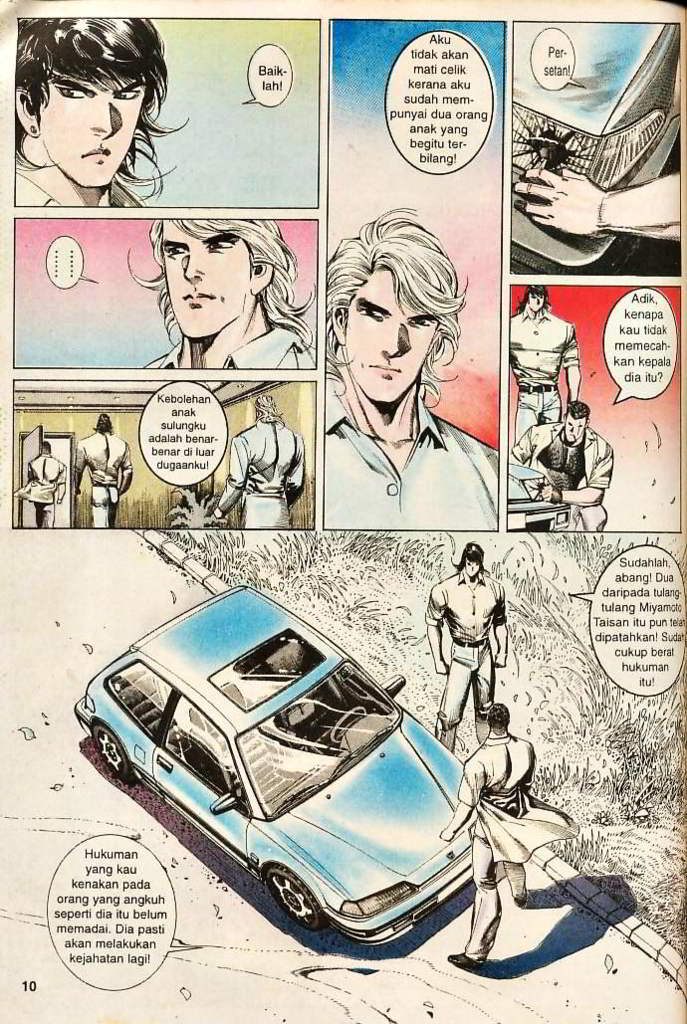 Baik-
lah!
Kebolehan
anak
sulungku
adalah benar-
benar di luar
dugaanku!
Aku
tidak akan
mati celik
kerana aku
sudah mem-
punyai dua orang
anak yang
begitu ter-
bilang!
Per-
setan!
Adik,
kenapa
kau tidak
memecah-
kan kepala
dia itu?
Sudahlah,
abang! Dua
daripada tulang-
tulang Miyamoto
Taisan itu pun telah
dipatahkan! Sudah
cukup berat
hukuman
itu!
Hukuman
yang kau
kenakan pada
orang yang angkuh
seperti dia itu belum
memadai. Dia pasti
akan melakukan
kejahatan lagi!
10